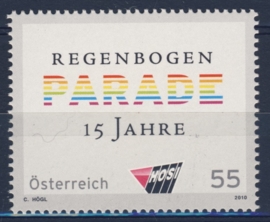 REGENBOGEN
PARADE
15 JAHRE
HOSI
Österreich 55
C. HÖGL 2010